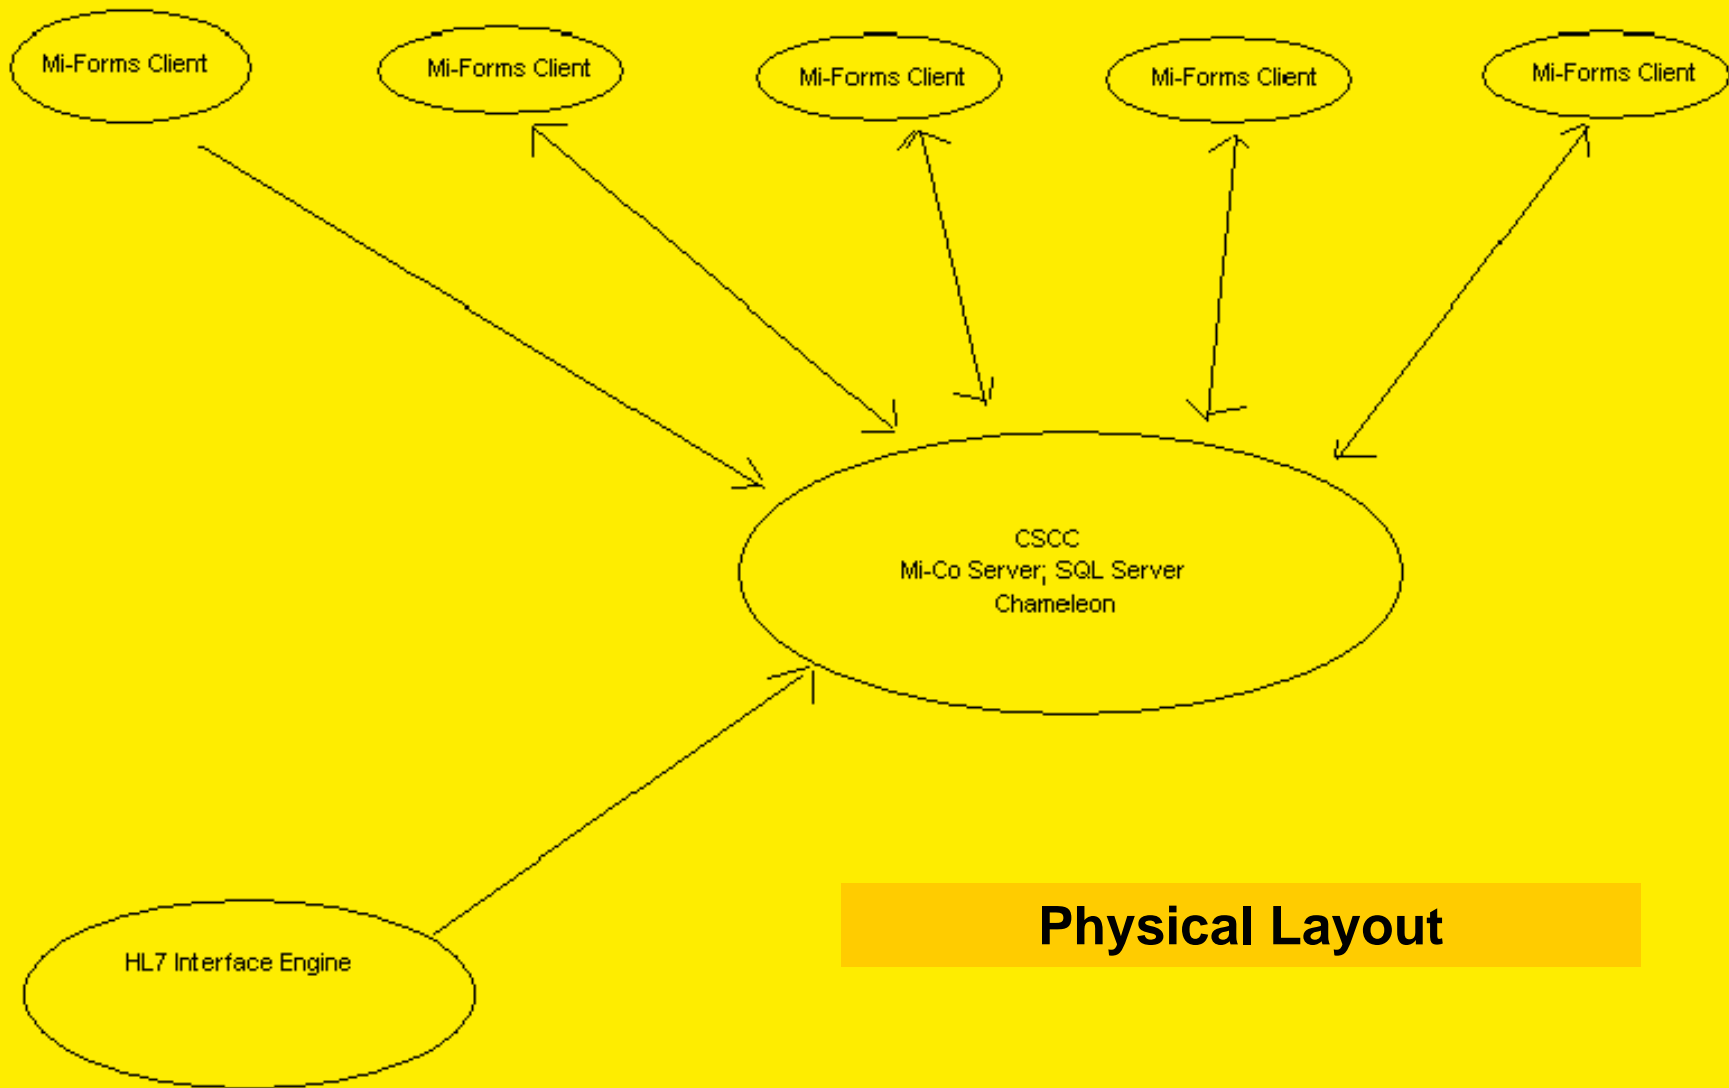 Mi-Forms Client
Mi-Forms Client
Mi-Forms Client
Mi-Forms Client
Mi-Forms Client
CSCC
Mi-Co Server; SQL Server
Chameleon
Physical Layout
HL7 Interface Engine